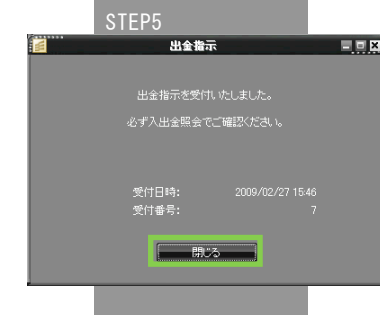 STEP5
出金指示
出金指示を受付いたしました。
必ず入出金照会でご確認ください。
受付日時: 2009/02/27 15:46
受付番号: 7
閉じる